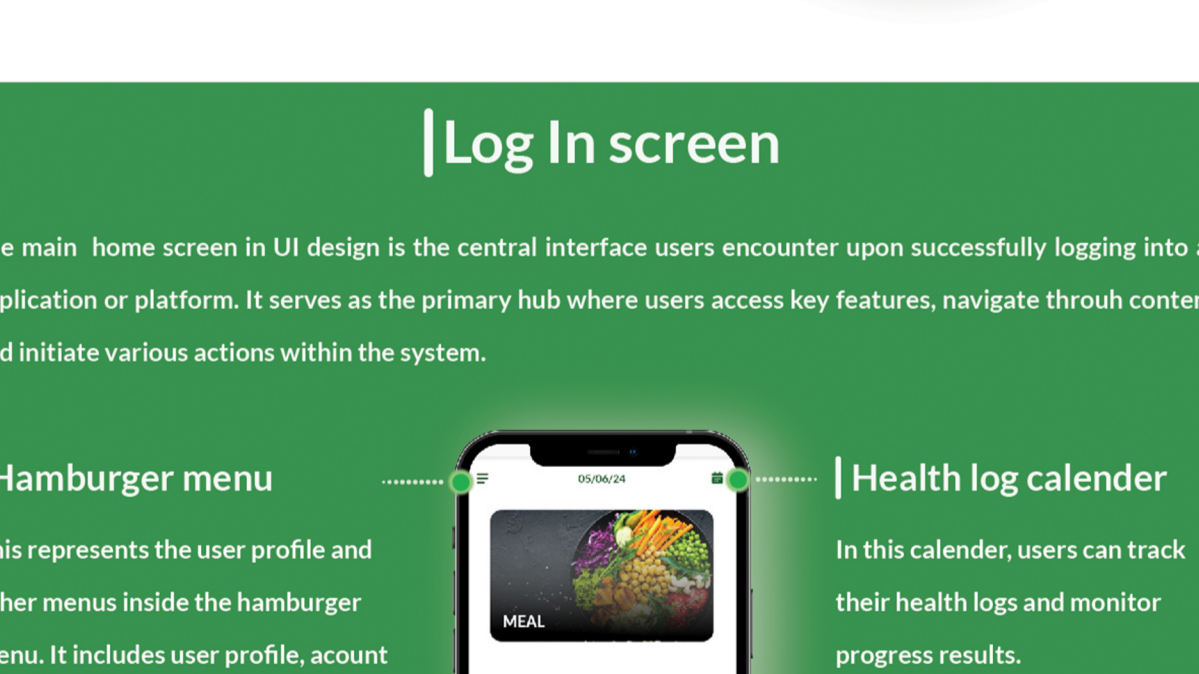 Log In screen
e main home screen in UI design is the central interface users encounter upon successfully logging into a
plication or platform. It serves as the primary hub where users access key features, navigate throuh conten
d initiate various actions within the system.
Hamburger menu
05/06/24
Health log calender
is represents the user profile and
In this calender, users can track
her menus inside the hamburger
their health logs and monitor
MEAL
enu. It includes user profile, acount
progress results.